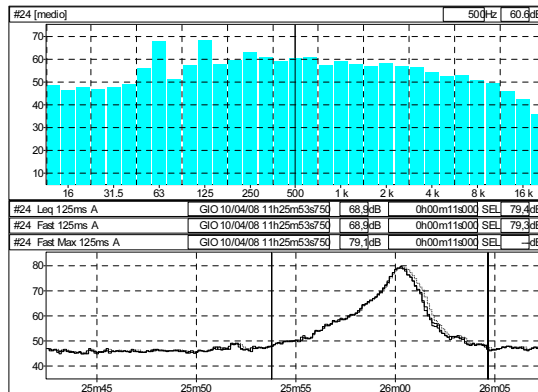 #24 [medio] 500Hz 60.6dB
70
60
50
40
30
20
10
16 31.5 63 125 250 500 1 k 2 k 4 k 8 k 16 k
#24 Leq 125ms A GIO 10/04/08 11h25m53s750 68,9dB 0h00m11s000 SEL 79,4dB
#24 Fast 125ms A GIO 10/04/08 11h25m53s750 68,9dB 0h00m11s000 SEL 79,3dB
#24 Fast Max 125ms A GIO 10/04/08 11h25m53s750 79,1dB 0h00m11s000 SEL ---dB
80
70
60
50
40
25m45 25m50 25m55 26m00 26m05